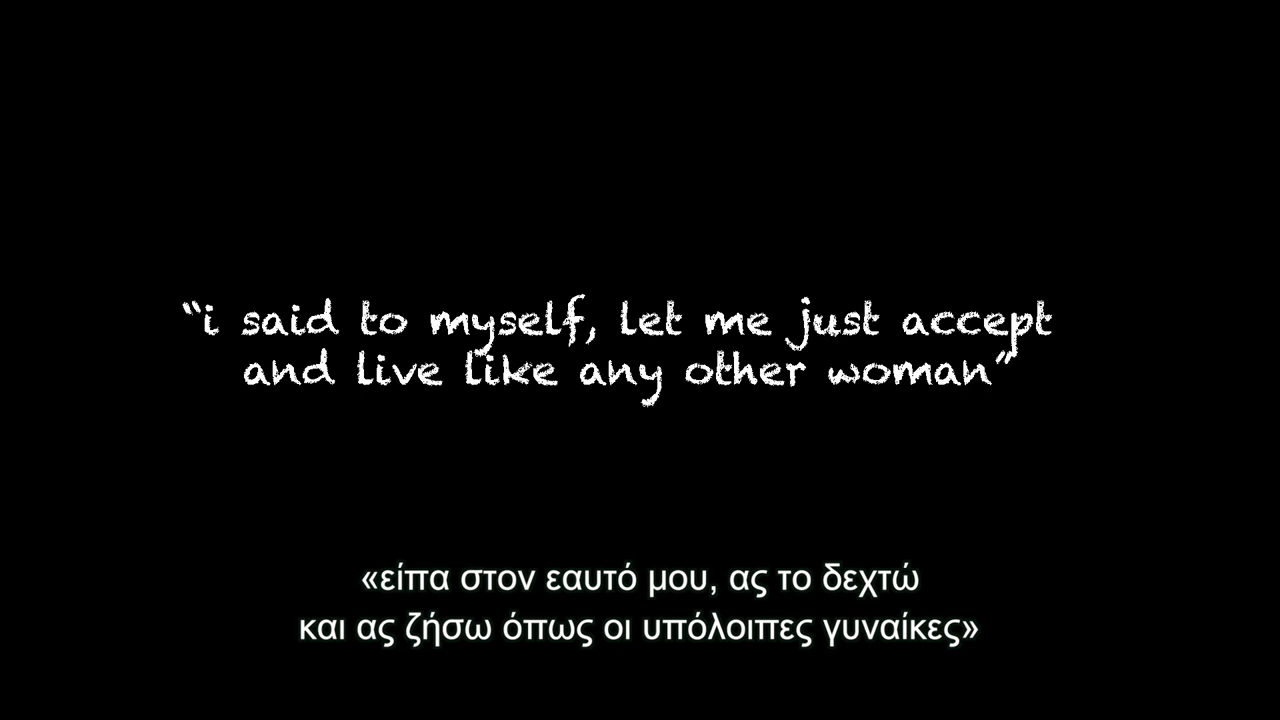 “i said to myself, let me just accept
and live like any other woman”
«είπα στον εαυτό μου, ας το δεχτώ
και ας ζήσω όπως οι υπόλοιπες γυναίκες»